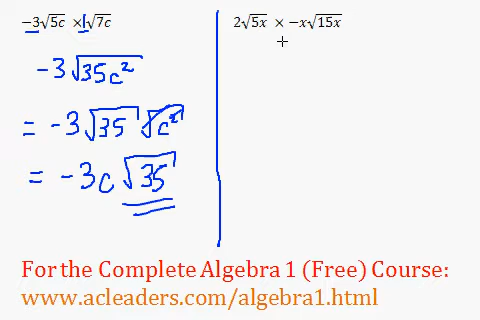 −3√5c × 1√7c
-3√35c²
= -3√35 √c²
= -3c√35
2√5x × −x√15x
For the Complete Algebra 1 (Free) Course:
www.acleaders.com/algebra1.html